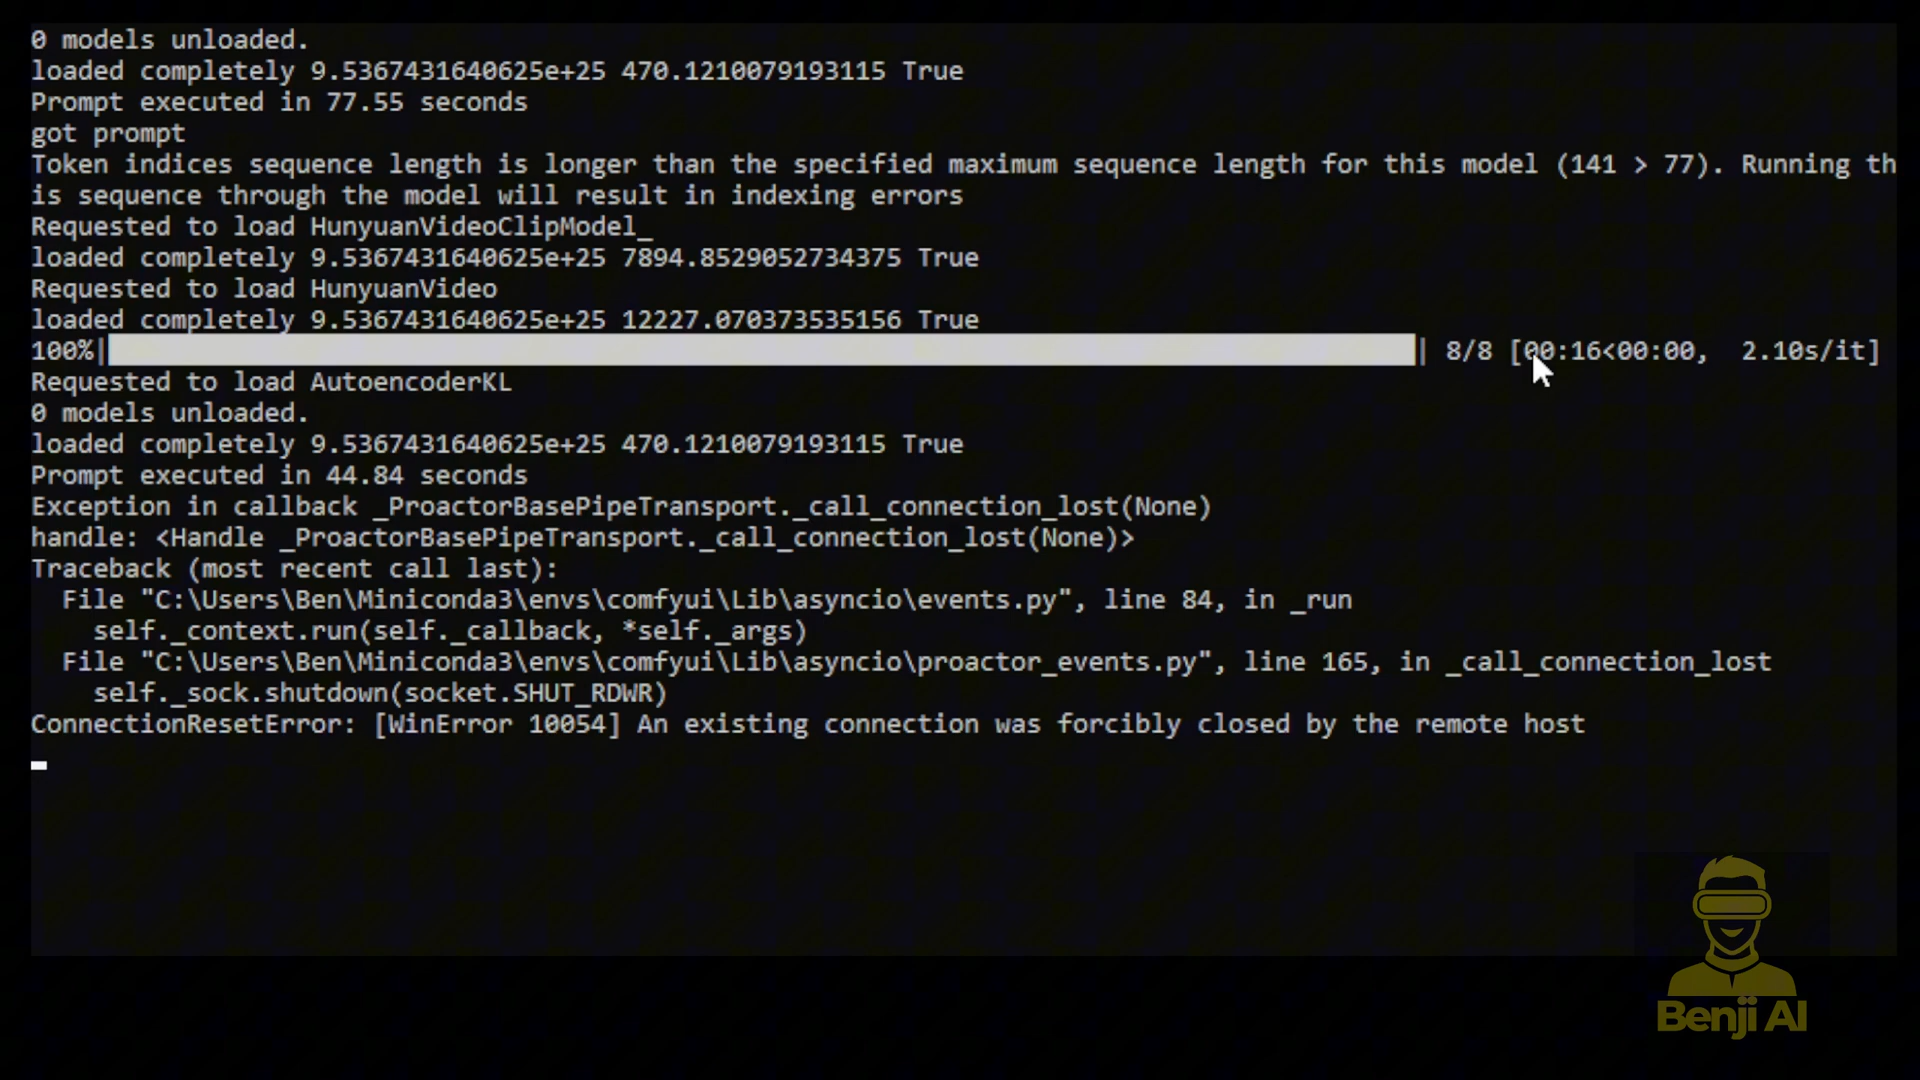 0 models unloaded.
loaded completely 9.5367431640625e+25 470.1210079193115 True
Prompt executed in 77.55 seconds
got prompt
Token indices sequence length is longer than the specified maximum sequence length for this model (141 > 77). Running th
is sequence through the model will result in indexing errors
Requested to load HunyuanVideoClipModel_
loaded completely 9.5367431640625e+25 7894.8529052734375 True
Requested to load HunyuanVideo
loaded completely 9.5367431640625e+25 12227.070373535156 True
100%| | 8/8 [00:16<00:00, 2.10s/it]
Requested to load AutoencoderKL
0 models unloaded.
loaded completely 9.5367431640625e+25 470.1210079193115 True
Prompt executed in 44.84 seconds
Exception in callback _ProactorBasePipeTransport._call_connection_lost(None)
handle: <Handle _ProactorBasePipeTransport._call_connection_lost(None)>
Traceback (most recent call last):
  File "C:\Users\Ben\Miniconda3\envs\comfyui\Lib\asyncio\events.py", line 84, in _run
    self._context.run(self._callback, *self._args)
  File "C:\Users\Ben\Miniconda3\envs\comfyui\Lib\asyncio\proactor_events.py", line 165, in _call_connection_lost
    self._sock.shutdown(socket.SHUT_RDWR)
ConnectionResetError: [WinError 10054] An existing connection was forcibly closed by the remote host
Benji AI